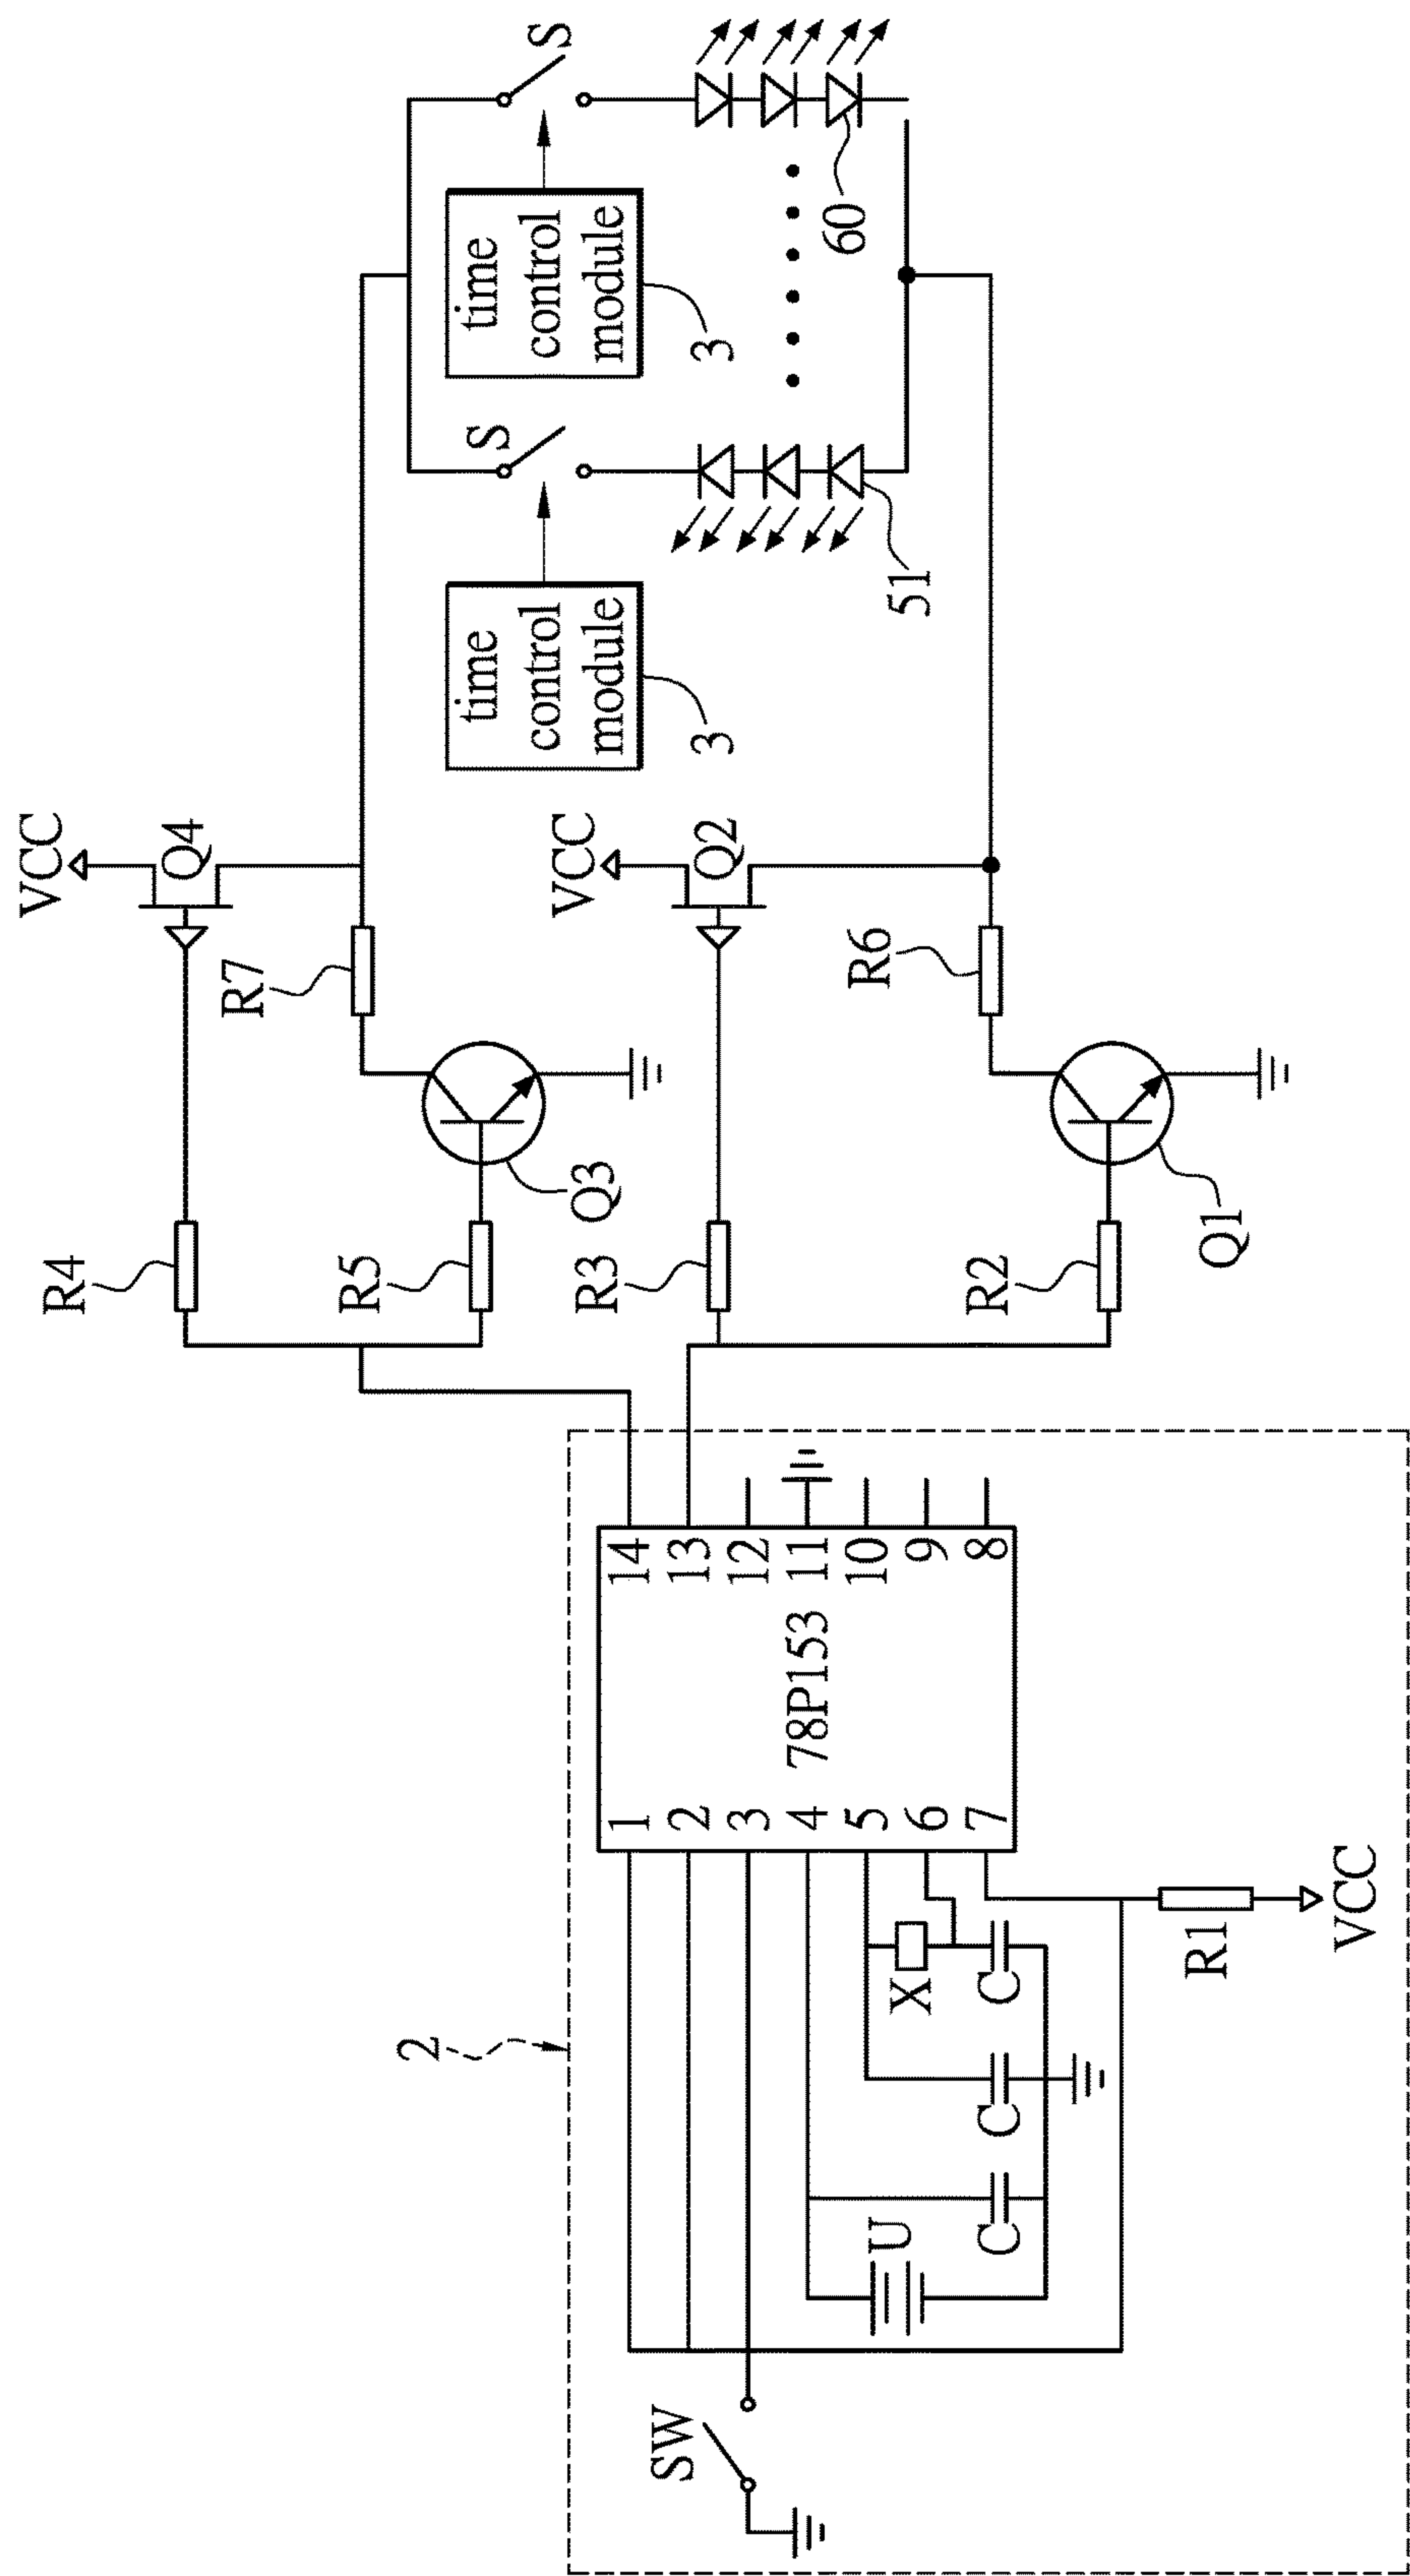 VCC
Q4
R4
R7
R5
Q3
VCC
Q2
R3
R6
R2
Q1
S
S
time
control
module
3
time
control
module
3
51
60
2
SW
U
C
C
C
X
R1
VCC
1
2
3
4
5
6
7
78P153
14
13
12
11
10
9
8